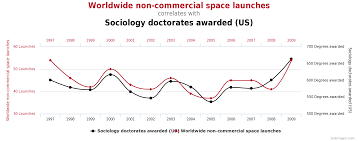 Worldwide non-commercial space launches
correlates with
Sociology doctorates awarded (US)
1997 1998 1999 2000 2001 2002 2003 2004 2005 2006 2007 2008 2009
60 Launches
50 Launches
40 Launches
30 Launches
700 Degrees awarded
650 Degrees awarded
600 Degrees awarded
550 Degrees awarded
500 Degrees awarded
Worldwide non-commercial space launches
Sociology doctorates awarded (US)
1997 1998 1999 2000 2001 2002 2003 2004 2005 2006 2007 2008 2009
Sociology doctorates awarded (US) Worldwide non-commercial space launches